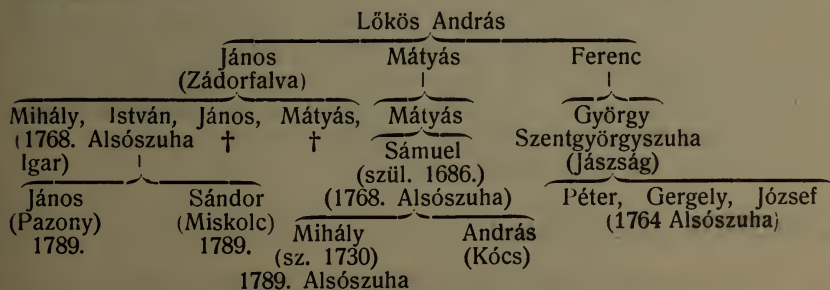 Lőkös András
János Mátyás Ferenc
(Zádorfalva)
Mihály, István, János, Mátyás, Mátyás György
(1768. Alsószuha † † Sámuel Szentgyörgyszuha
Igar) (szül. 1686.) (Jászság)
János Sándor (1768. Alsószuha) Péter, Gergely, József
(Pazony) (Miskolc) Mihály András (1764 Alsószuha)
1789. 1789. (sz. 1730) (Kócs)
1789. Alsószuha